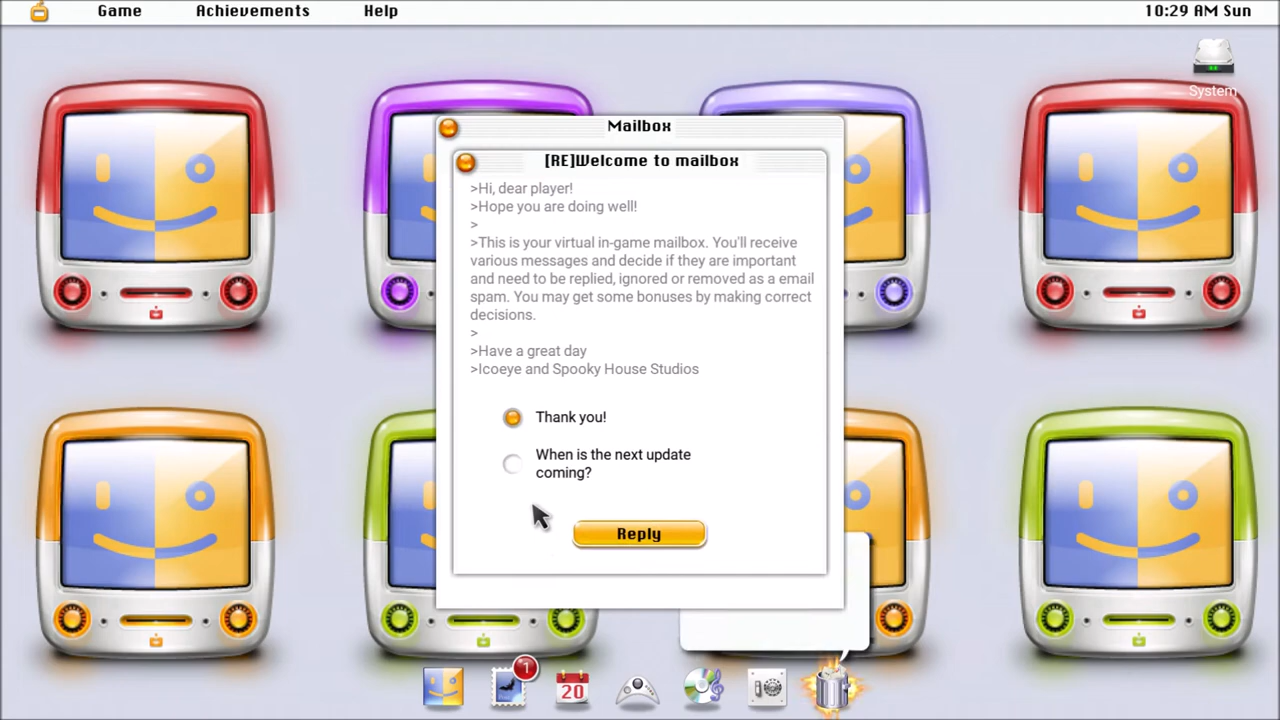 Game Achievements Help 10:29 AM Sun
System
Mailbox
[RE]Welcome to mailbox
>Hi, dear player!
>Hope you are doing well!
>
>This is your virtual in-game mailbox. You'll receive
various messages and decide if they are important
and need to be replied, ignored or removed as a email
spam. You may get some bonuses by making correct
decisions.
>
>Have a great day
>Icoeye and Spooky House Studios
Thank you!
When is the next update
coming?
Reply
1
20